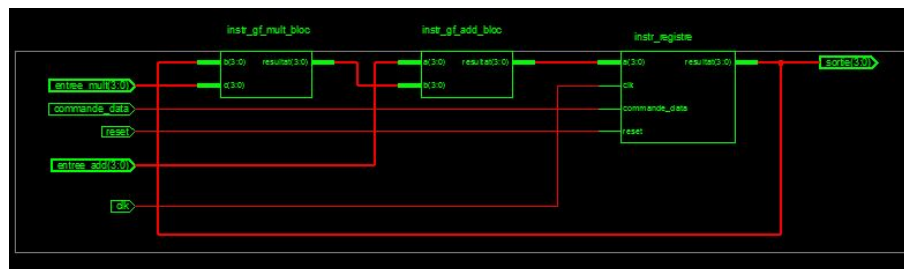 instr_gf_mult_bloc
instr_gf_add_bloc
instr_registre
b(3:0) resultat(3:0)
a(3:0) resultat(3:0)
a(3:0) resultat(3:0)
sortie(3:0)
entree_mult(3:0)
c(3:0)
b(3:0)
clk
commande_data
commande_data
reset
reset
entree_add(3:0)
clk